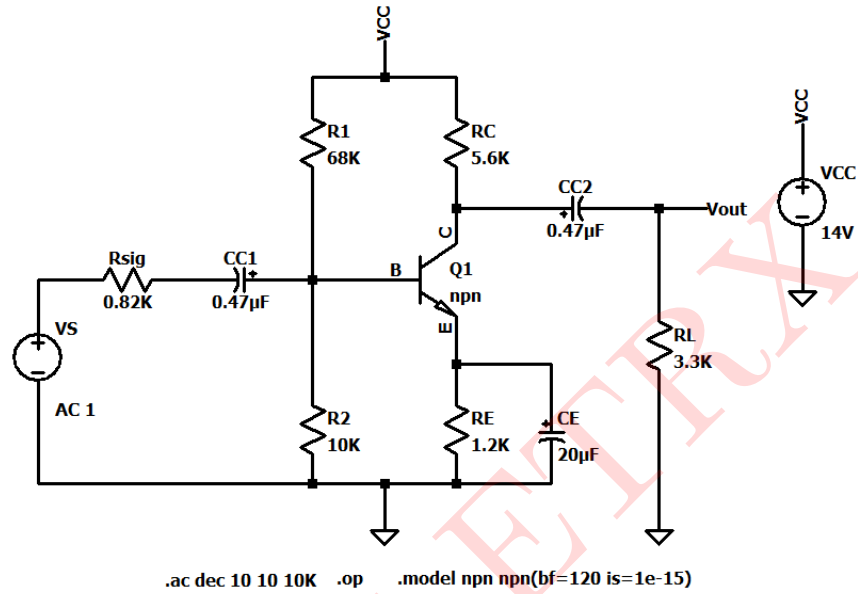 VCC
R1
68K
RC
5.6K
CC2
0.47µF
Vout
VCC
VCC
14V
Rsig
0.82K
CC1
0.47µF
B
C
Q1
npn
E
VS
AC 1
R2
10K
RE
1.2K
CE
20µF
RL
3.3K
ETRX
.ac dec 10 10 10K .op .model npn npn(bf=120 is=1e-15)